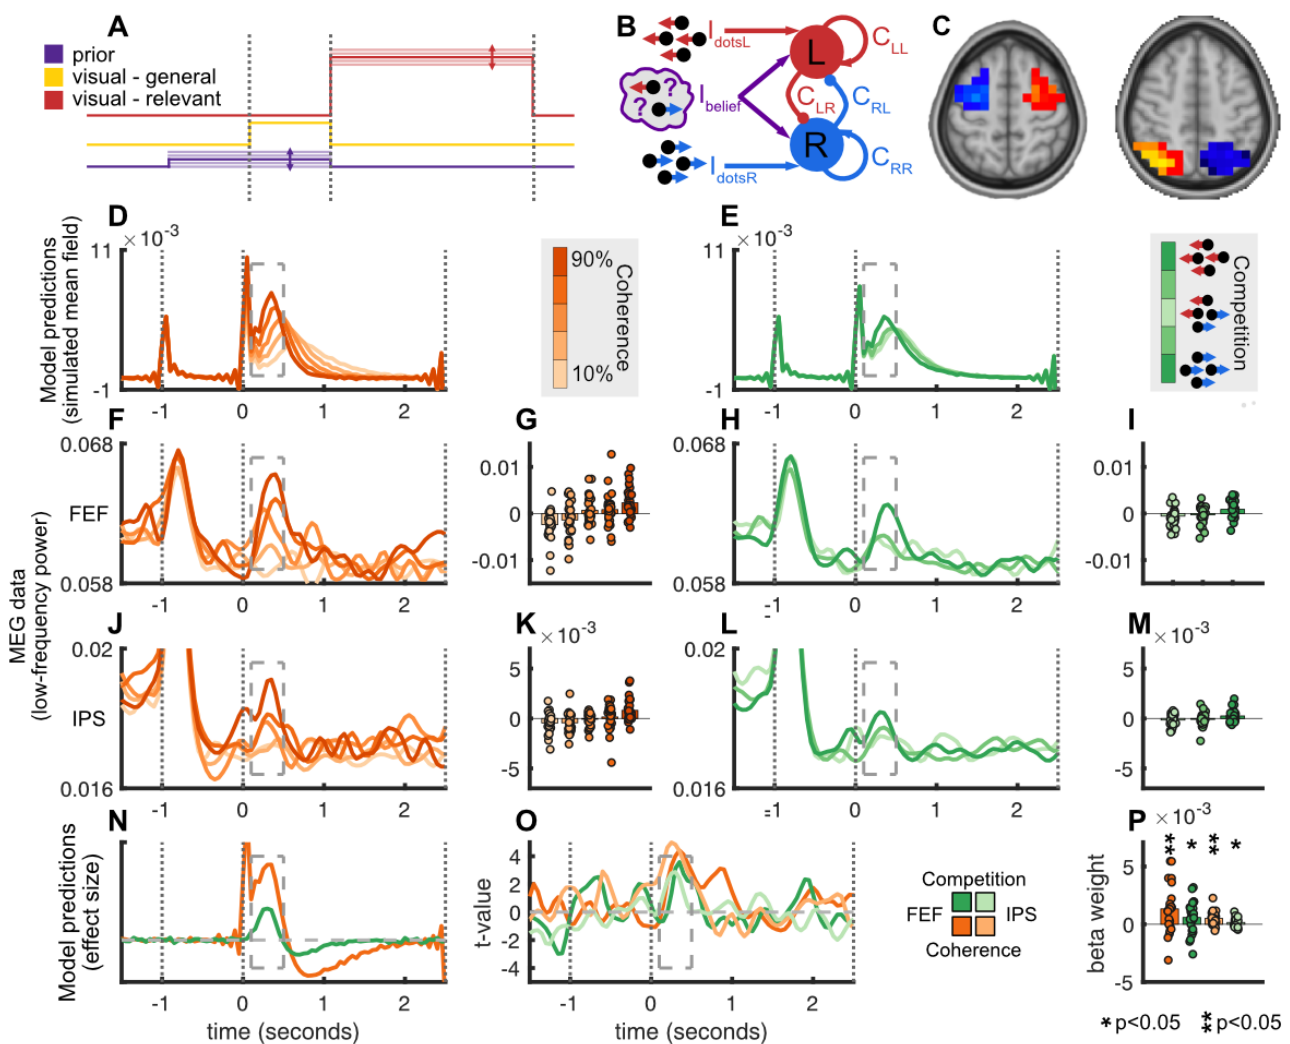 A
prior
visual - general
visual - relevant
B
I dotsL
I belief
I dotsR
L
R
C LL
C LR
C RL
C RR
? ?
?
C
D
Model predictions
(simulated mean field)
× 10 -3
11
-1
-1 0 1 2
90%
10%
Coherence
E
× 10 -3
11
-1
-1 0 1 2
Competition
MEG data
(low-frequency power)
F
0.068
FEF
0.058
-1 0 1 2
G
0.01
0
-0.01
H
0.068
0.058
-1 0 1 2
I
0.01
0
-0.01
J
0.02
IPS
0.016
-1 0 1 2
K × 10 -3
5
0
-5
L
0.02
0.016
-1 0 1 2
M × 10 -3
5
0
-5
N
Model predictions
(effect size)
-1 0 1 2
time (seconds)
O
t-value
4
2
0
-2
-4
-1 0 1 2
time (seconds)
Competition
FEF IPS
Coherence
P × 10 -3
beta weight
5
0
-5
** * ** *
* p<0.05 ** p<0.05